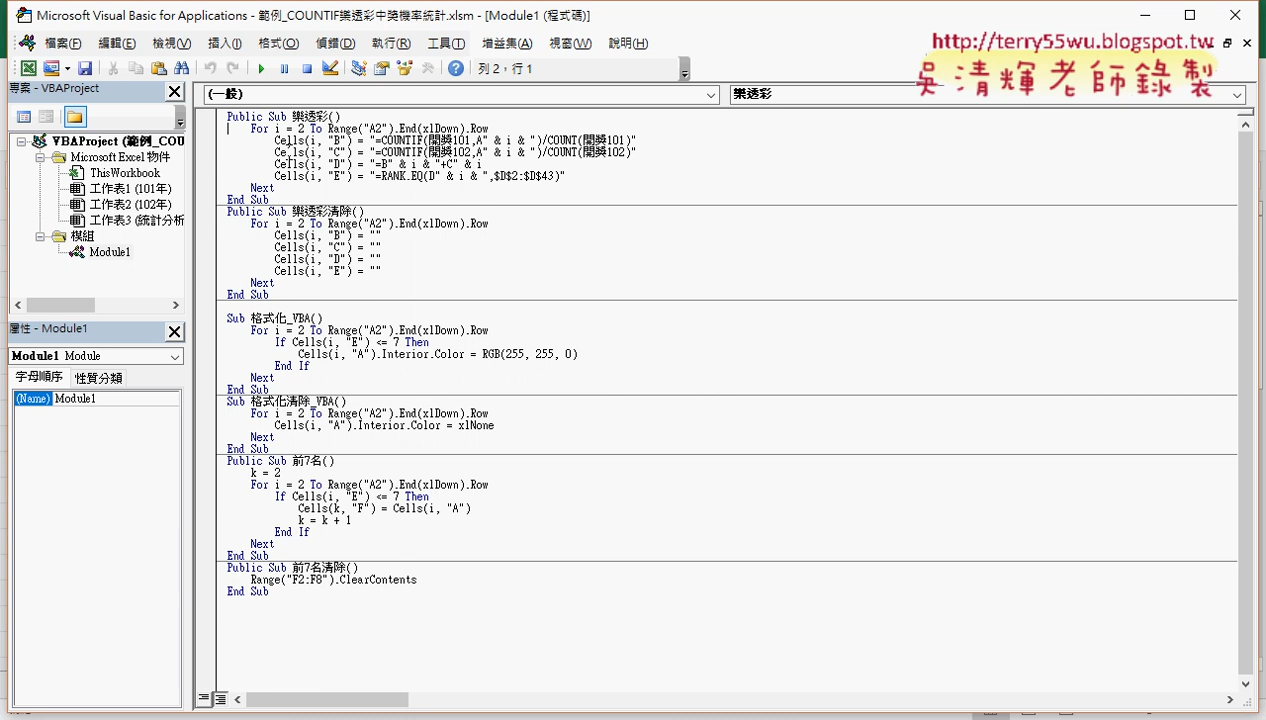 Microsoft Visual Basic for Applications - 範例_COUNTIF樂透彩中獎機率統計.xlsm - [Module1 (程式碼)]
檔案(F) 編輯(E) 檢視(V) 插入(I) 格式(O) 偵錯(D) 執行(R) 工具(T) 增益集(A) 視窗(W) 說明(H)
http://terry55wu.blogspot.tw
吳清輝老師錄製
列 2，行 1
專案 - VBAProject
(一般)
樂透彩
VBAProject (範例_COU
Microsoft Excel 物件
ThisWorkbook
工作表1 (101年)
工作表2 (102年)
工作表3 (統計分析
模組
Module1
屬性 - Module1
Module1 Module
字母順序 性質分類
(Name) Module1
Public Sub 樂透彩()
For i = 2 To Range("A2").End(xlDown).Row
Cells(i, "B") = "=COUNTIF(開獎101,A" & i & ")/COUNT(開獎101)"
Cells(i, "C") = "=COUNTIF(開獎102,A" & i & ")/COUNT(開獎102)"
Cells(i, "D") = "=B" & i & "+C" & i
Cells(i, "E") = "=RANK.EQ(D" & i & ",$D$2:$D$43)"
Next
End Sub
Public Sub 樂透彩清除()
For i = 2 To Range("A2").End(xlDown).Row
Cells(i, "B") = ""
Cells(i, "C") = ""
Cells(i, "D") = ""
Cells(i, "E") = ""
Next
End Sub
Sub 格式化_VBA()
For i = 2 To Range("A2").End(xlDown).Row
If Cells(i, "E") <= 7 Then
Cells(i, "A").Interior.Color = RGB(255, 255, 0)
End If
Next
End Sub
Sub 格式化清除_VBA()
For i = 2 To Range("A2").End(xlDown).Row
Cells(i, "A").Interior.Color = xlNone
Next
End Sub
Public Sub 前7名()
k = 2
For i = 2 To Range("A2").End(xlDown).Row
If Cells(i, "E") <= 7 Then
Cells(k, "F") = Cells(i, "A")
k = k + 1
End If
Next
End Sub
Public Sub 前7名清除()
Range("F2:F8").ClearContents
End Sub